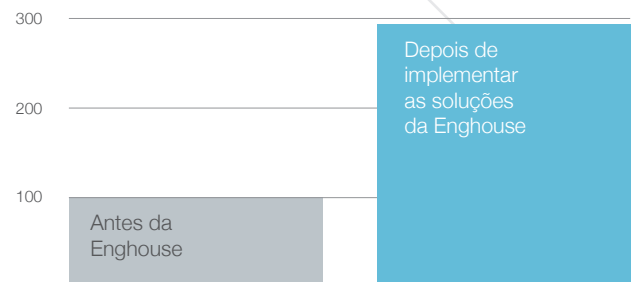 300
Depois de
implementar
as soluções
da Enghouse
200
100
Antes da
Enghouse